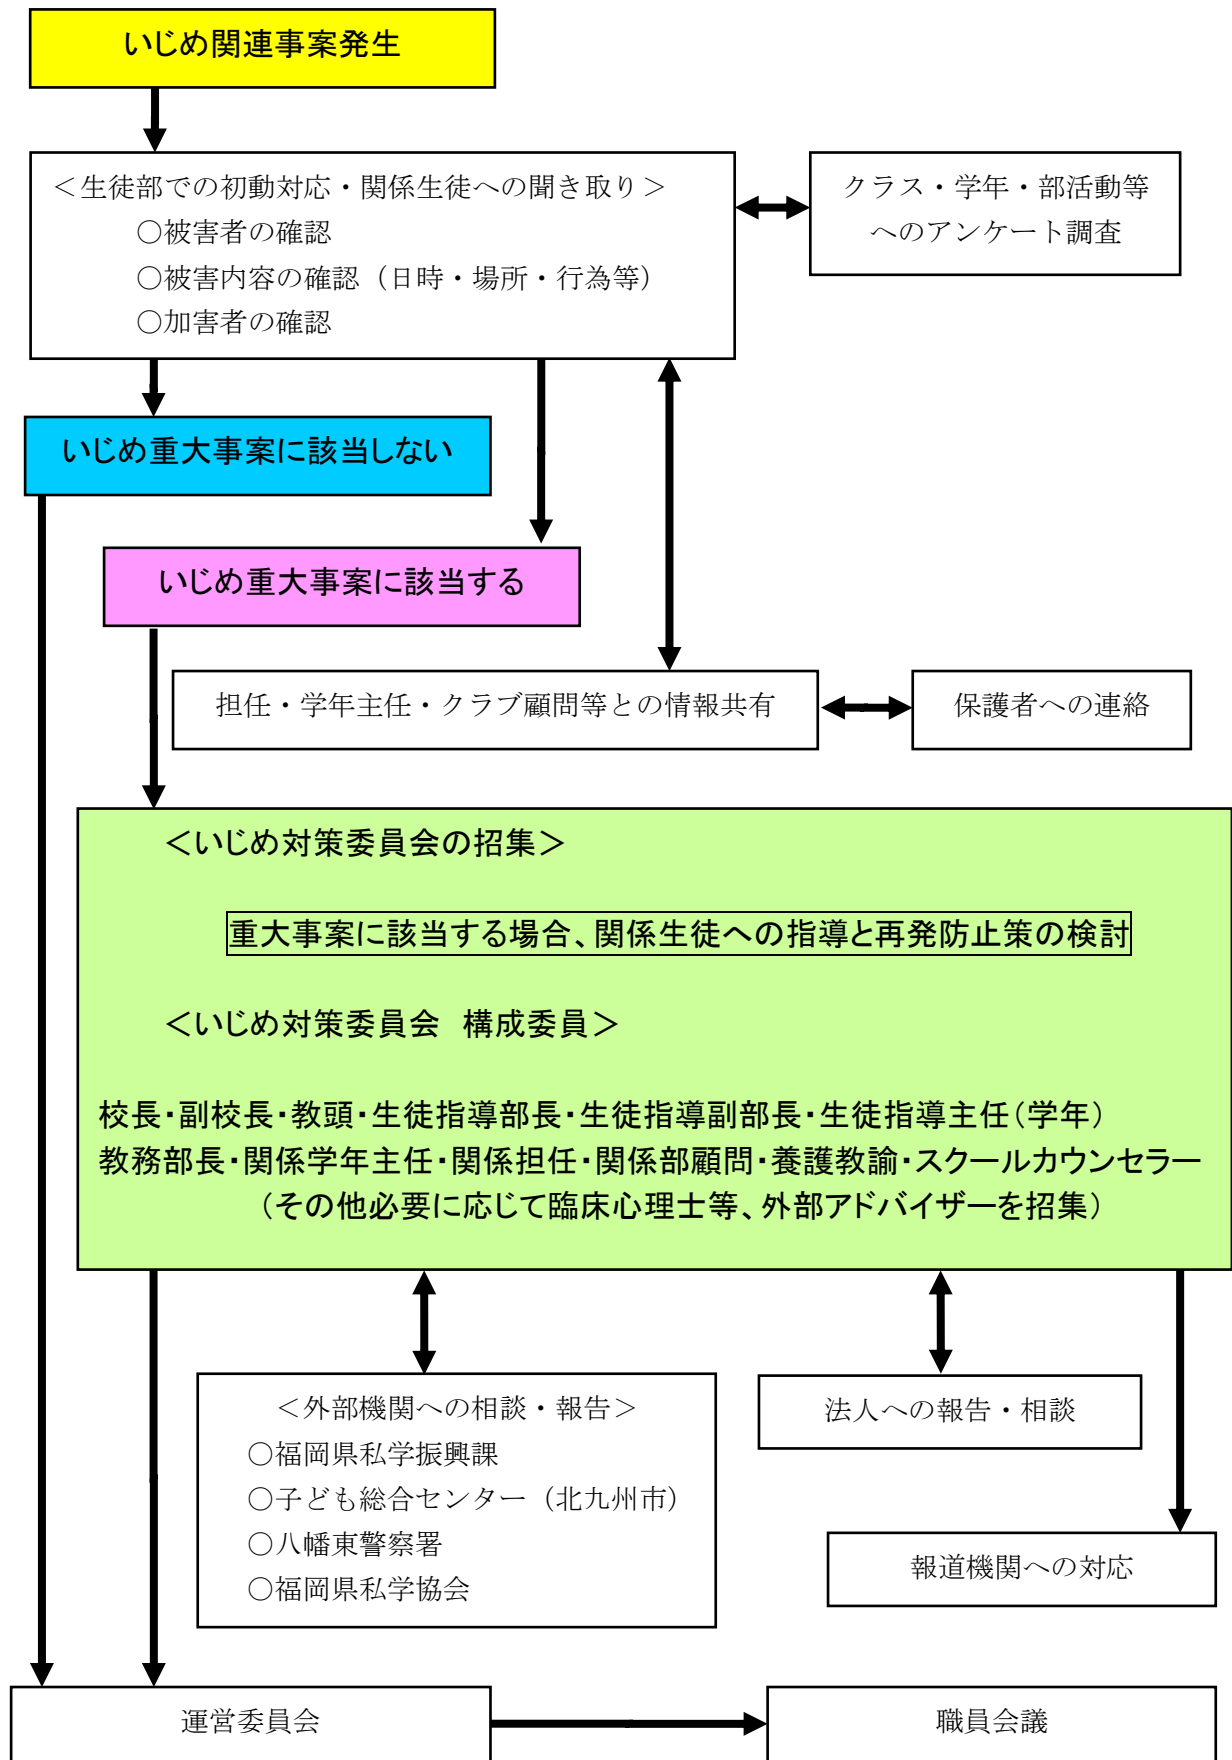 いじめ関連事案発生
＜生徒部での初動対応・関係生徒への聞き取り＞
○被害者の確認
○被害内容の確認（日時・場所・行為等）
○加害者の確認
クラス・学年・部活動等
へのアンケート調査
いじめ重大事案に該当しない
いじめ重大事案に該当する
担任・学年主任・クラブ顧問等との情報共有
保護者への連絡
＜いじめ対策委員会の招集＞
重大事案に該当する場合、関係生徒への指導と再発防止策の検討
＜いじめ対策委員会　構成委員＞
校長・副校長・教頭・生徒指導部長・生徒指導副部長・生徒指導主任（学年）
教務部長・関係学年主任・関係担任・関係部顧問・養護教諭・スクールカウンセラー
（その他必要に応じて臨床心理士等、外部アドバイザーを招集）
＜外部機関への相談・報告＞
○福岡県私学振興課
○子ども総合センター（北九州市）
○八幡東警察署
○福岡県私学協会
法人への報告・相談
報道機関への対応
運営委員会
職員会議